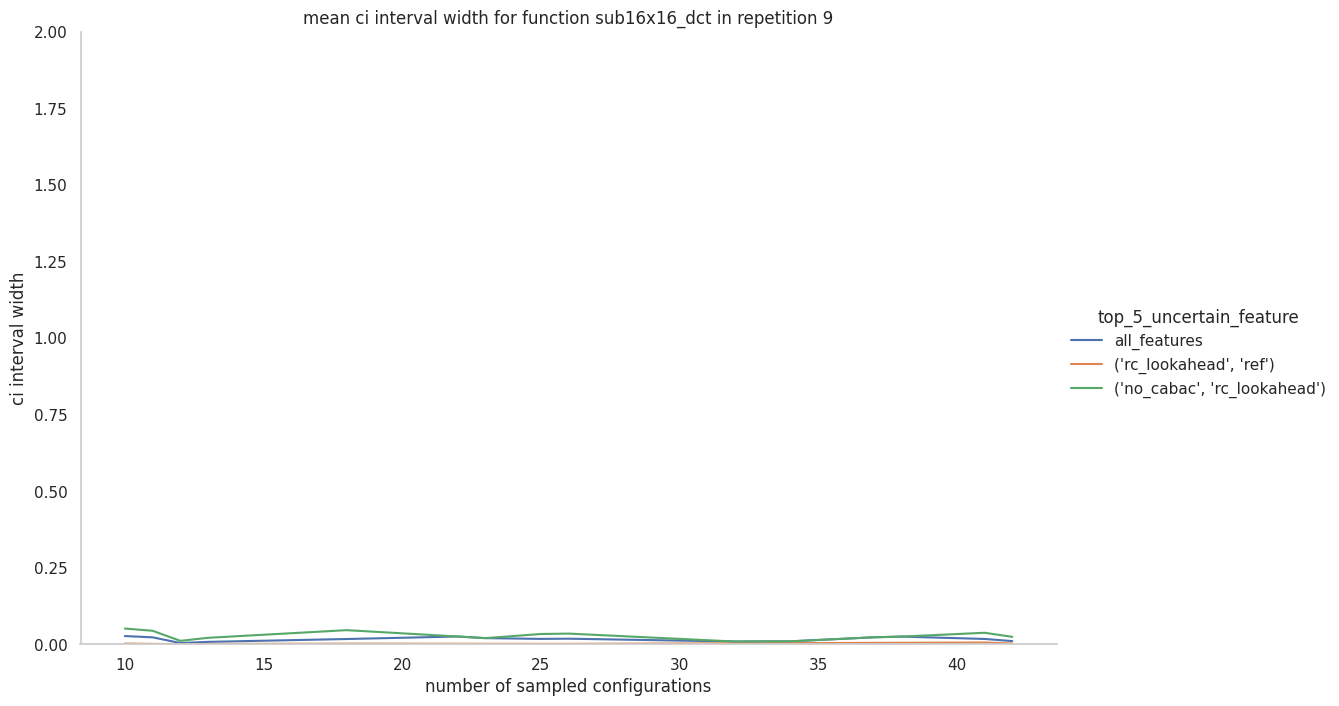 mean ci interval width for function sub16x16_dct in repetition 9
2.00
1.75
1.50
1.25
1.00
0.75
0.50
0.25
0.00
ci interval width
10 15 20 25 30 35 40
number of sampled configurations
top_5_uncertain_feature
all_features
('rc_lookahead', 'ref')
('no_cabac', 'rc_lookahead')